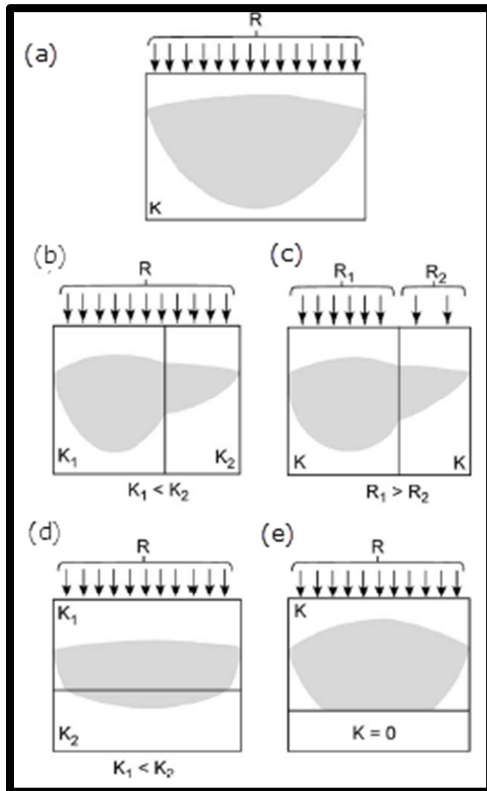 (a)
R
K
(b)
R
K₁
K₂
K₁ < K₂
(c)
R₁
R₂
K
K
R₁ > R₂
(d)
R
K₁
K₂
K₁ < K₂
(e)
R
K
K = 0